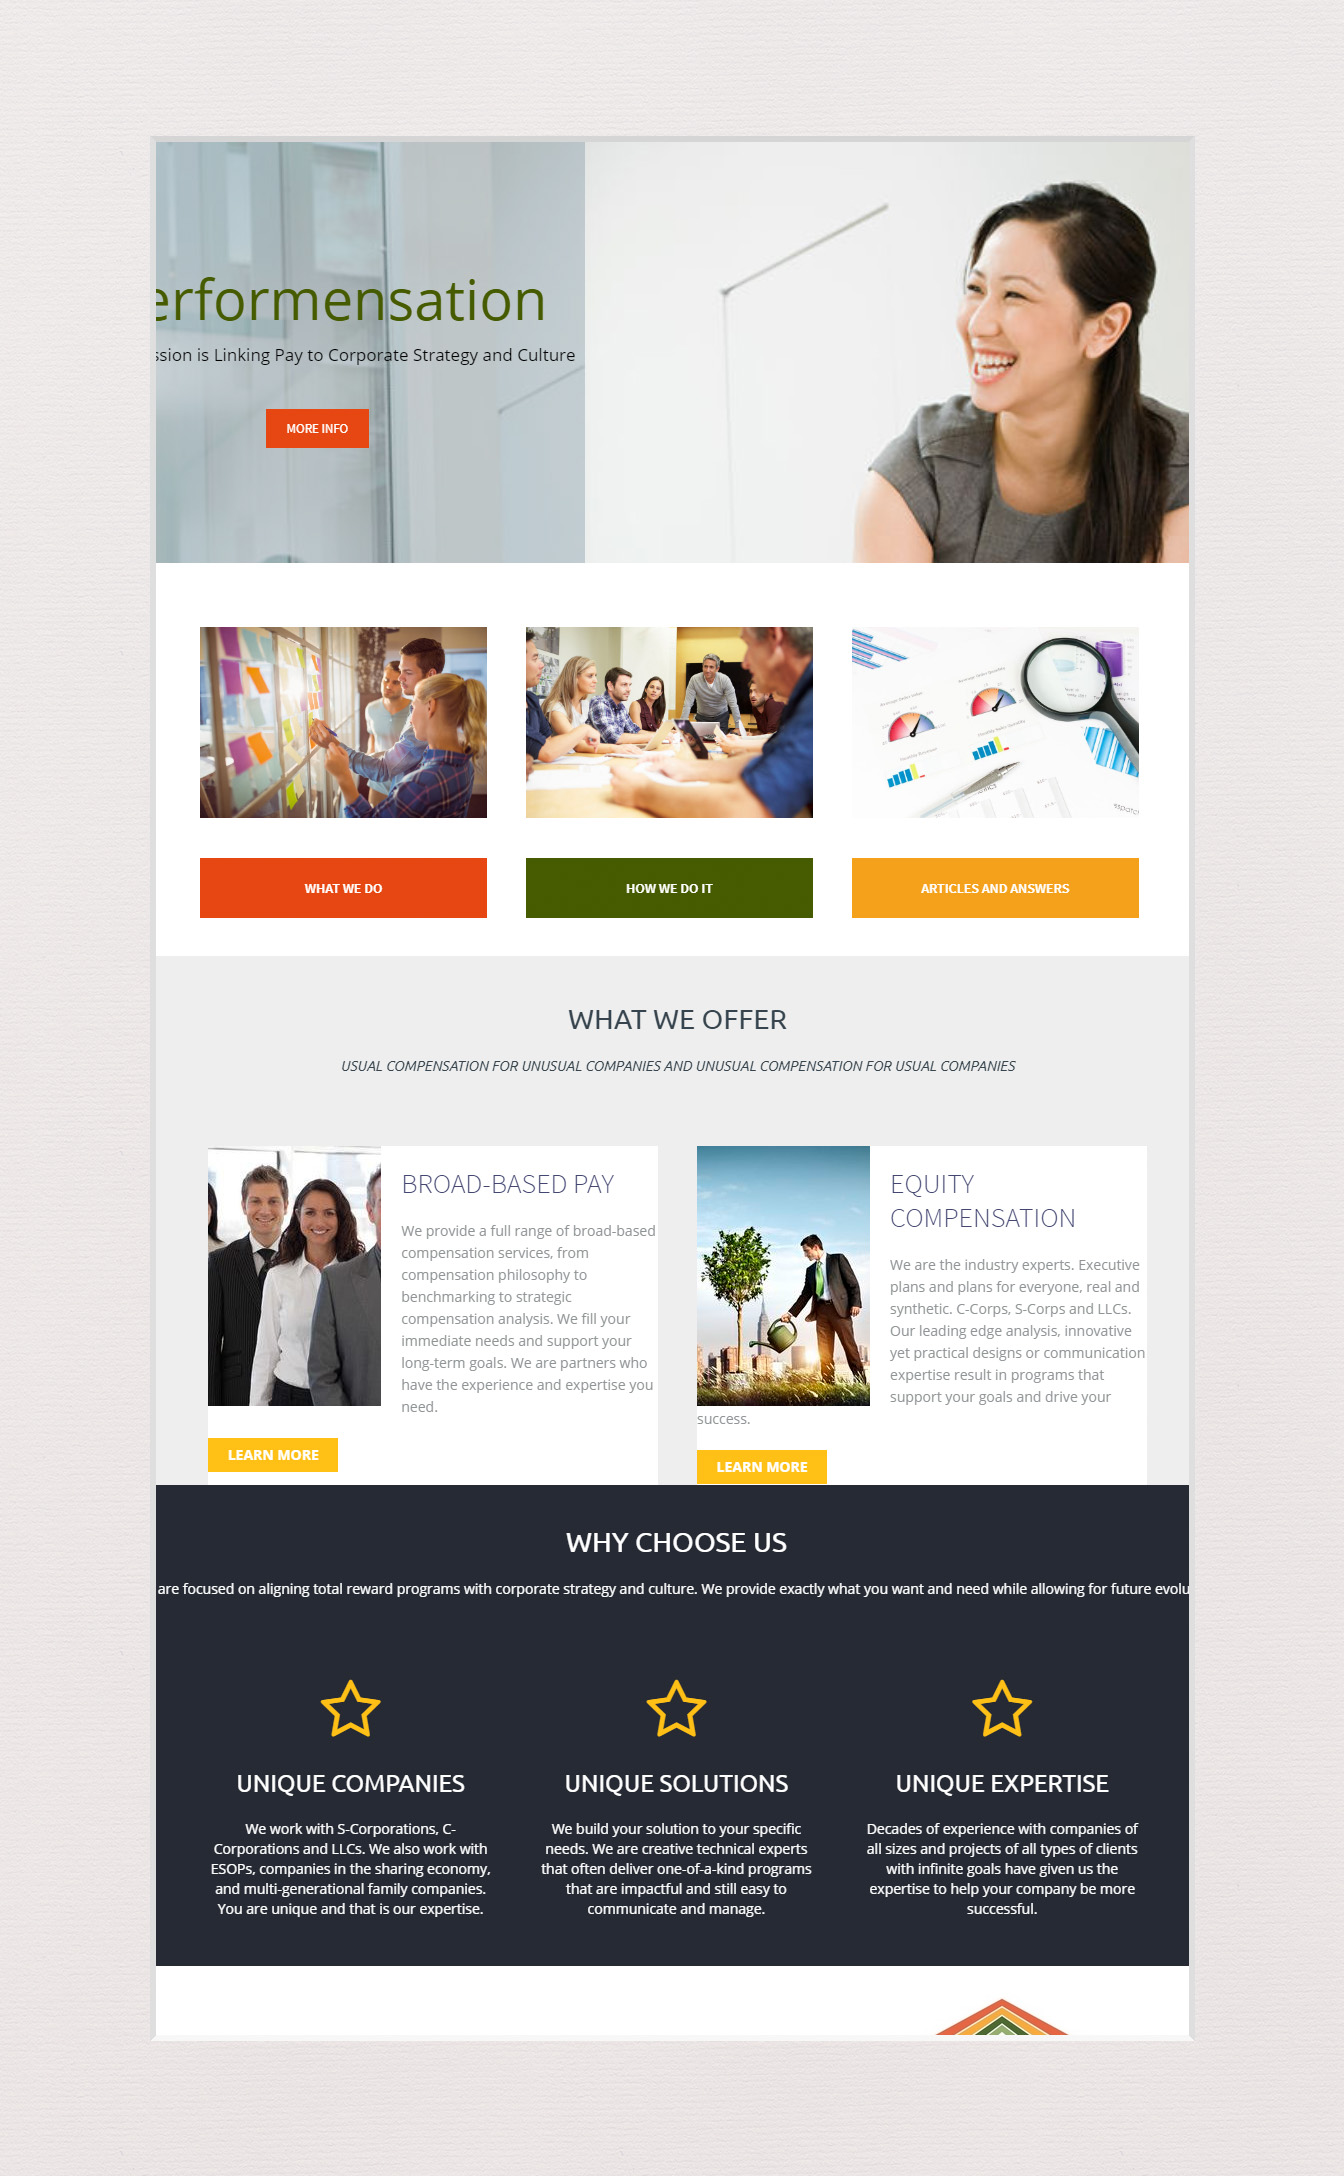 erformensation
ssion is Linking Pay to Corporate Strategy and Culture
MORE INFO
WHAT WE DO
HOW WE DO IT
ARTICLES AND ANSWERS
WHAT WE OFFER
USUAL COMPENSATION FOR UNUSUAL COMPANIES AND UNUSUAL COMPENSATION FOR USUAL COMPANIES
BROAD-BASED PAY
We provide a full range of broad-based
compensation services, from
compensation philosophy to
benchmarking to strategic
compensation analysis. We fill your
immediate needs and support your
long-term goals. We are partners who
have the experience and expertise you
need.
LEARN MORE
EQUITY
COMPENSATION
We are the industry experts. Executive
plans and plans for everyone, real and
synthetic. C-Corps, S-Corps and LLCs.
Our leading edge analysis, innovative
yet practical designs or communication
expertise result in programs that
support your goals and drive your
success.
LEARN MORE
WHY CHOOSE US
are focused on aligning total reward programs with corporate strategy and culture. We provide exactly what you want and need while allowing for future evolu
UNIQUE COMPANIES
We work with S-Corporations, C-
Corporations and LLCs. We also work with
ESOPs, companies in the sharing economy,
and multi-generational family companies.
You are unique and that is our expertise.
UNIQUE SOLUTIONS
We build your solution to your specific
needs. We are creative technical experts
that often deliver one-of-a-kind programs
that are impactful and still easy to
communicate and manage.
UNIQUE EXPERTISE
Decades of experience with companies of
all sizes and projects of all types of clients
with infinite goals have given us the
expertise to help your company be more
successful.